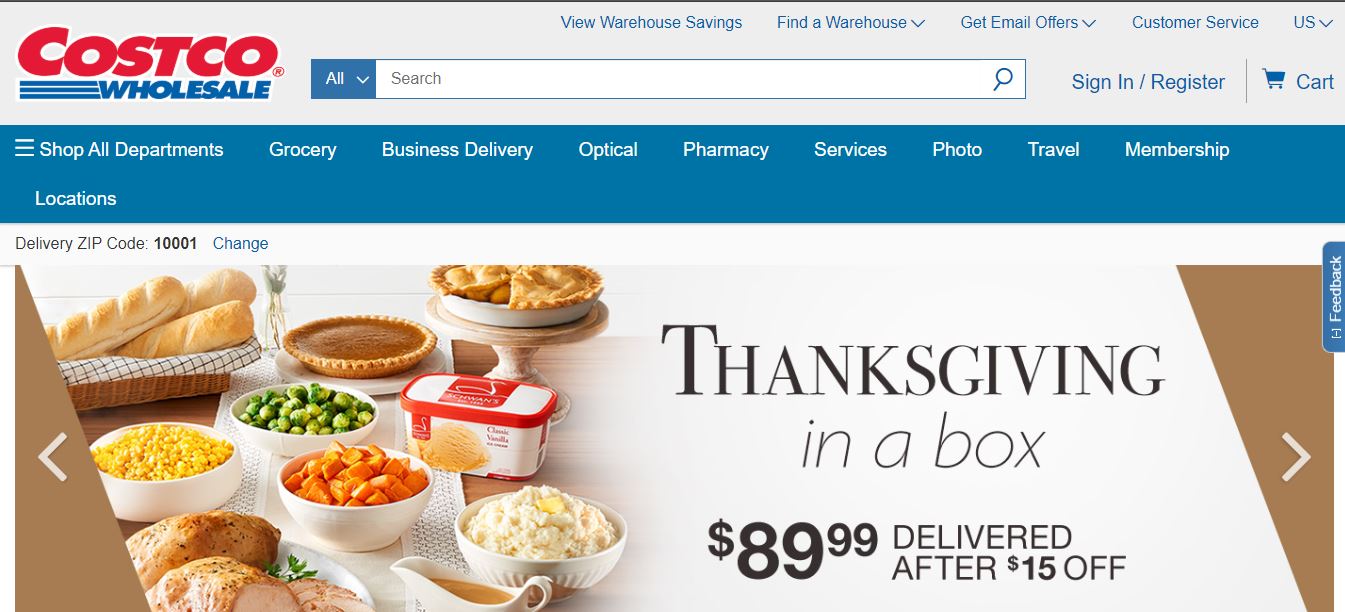 View Warehouse Savings Find a Warehouse Get Email Offers Customer Service US
COSTCO®
WHOLESALE
All Search Sign In / Register Cart
Shop All Departments Grocery Business Delivery Optical Pharmacy Services Photo Travel Membership
Locations
Delivery ZIP Code: 10001 Change
[-] Feedback
THANKSGIVING
in a box
$89.99 DELIVERED
AFTER $15 OFF
SCHWAN'S
Classic
Vanilla
ICE CREAM